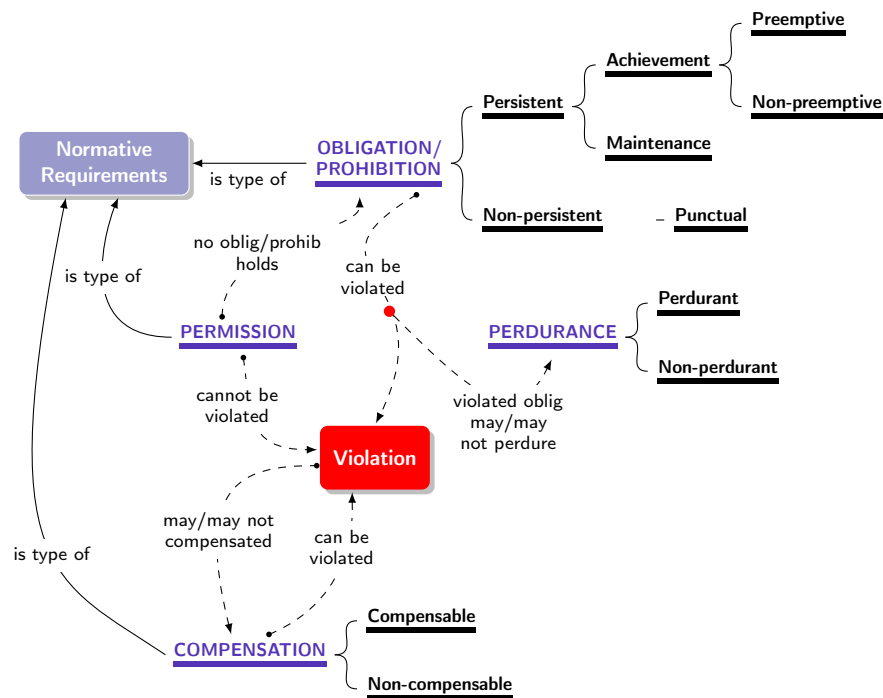 Preemptive
Achievement
Persistent
Non-preemptive
Normative
Requirements
OBLIGATION/
PROHIBITION
Maintenance
is type of
Non-persistent
Punctual
no oblig/prohib
holds
can be
violated
is type of
PERMISSION
PERDURANCE
Perdurant
Non-perdurant
cannot be
violated
violated oblig
may/may
not perdure
Violation
may/may not
compensated
can be
violated
is type of
COMPENSATION
Compensable
Non-compensable